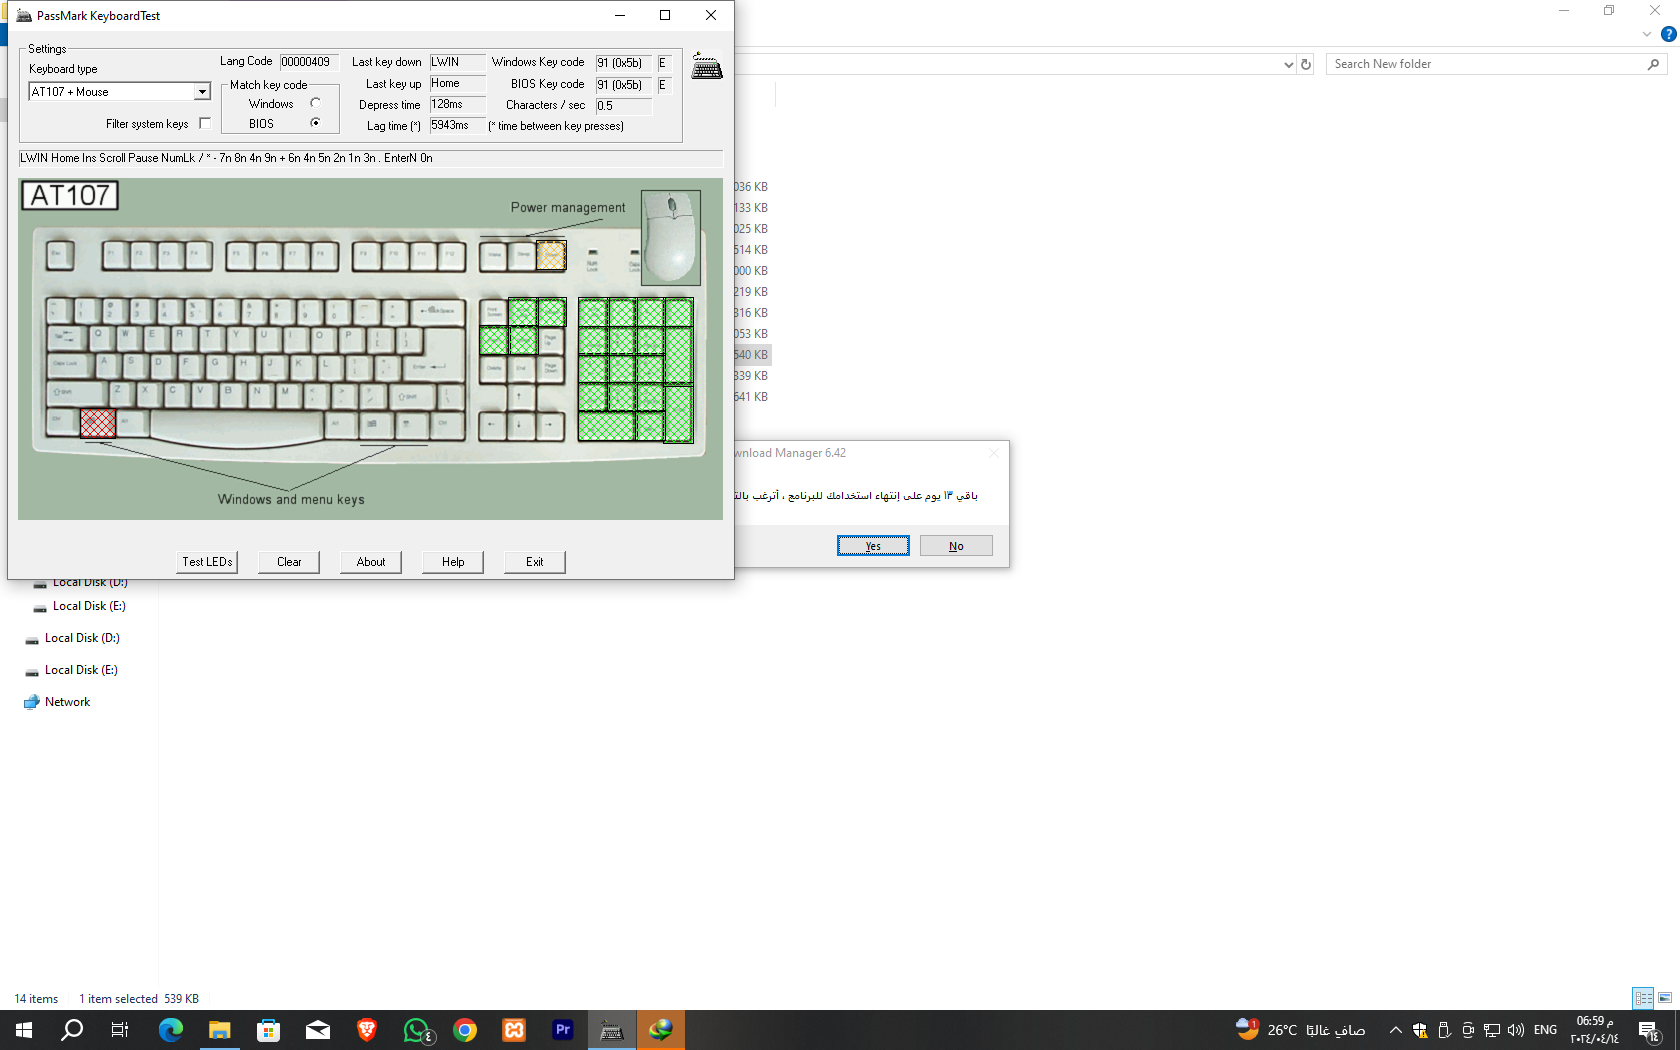 PassMark KeyboardTest
Settings
Keyboard type
AT107 + Mouse
Filter system keys
Lang Code 00000409
Match key code
Windows
BIOS
Last key down LWIN
Last key up Home
Depress time 128ms
Lag time (*) 5943ms (* time between key presses)
Windows Key code 91 (0x5b) E
BIOS Key code 91 (0x5b) E
Characters / sec 0.5
LWIN Home Ins Scroll Pause NumLk / * - 7n 8n 4n 9n + 6n 4n 5n 2n 1n 3n . EnterN 0n
AT107
Power management
Windows and menu keys
Test LEDs Clear About Help Exit
Search New folder
036 KB
133 KB
025 KB
514 KB
000 KB
219 KB
316 KB
053 KB
540 KB
339 KB
641 KB
wnload Manager 6.42
باقي ١٣ يوم على إنتهاء استخدامك للبرنامج ، أترغب بالت
Yes No
Local Disk (D:)
Local Disk (E:)
Local Disk (D:)
Local Disk (E:)
Network
14 items 1 item selected 539 KB
26°C صافٍ غالبًا
ENG
06:59 م
٢٠٢٤/٠٤/١٤